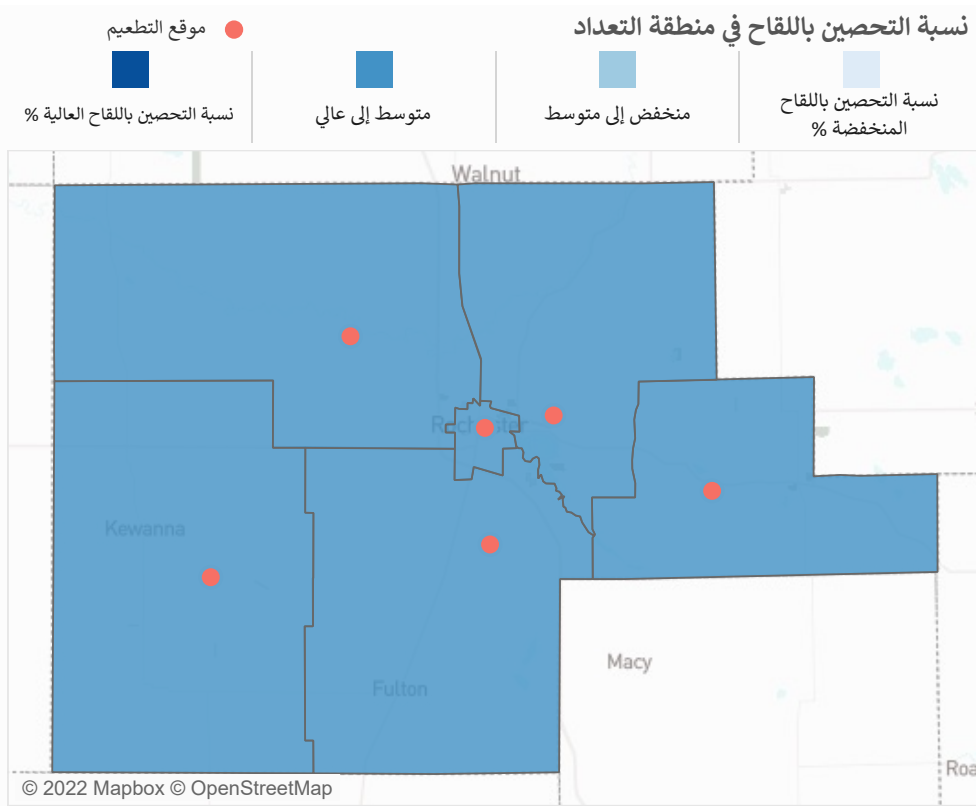 نسبة التحصين باللقاح في منطقة التعداد
موقع التطعيم
نسبة التحصين باللقاح
المنخفضة %
منخفض إلى متوسط
متوسط إلى عالي
نسبة التحصين باللقاح العالية %
Walnut
Rochester
Kewanna
Macy
Fulton
Roa
© 2022 Mapbox © OpenStreetMap